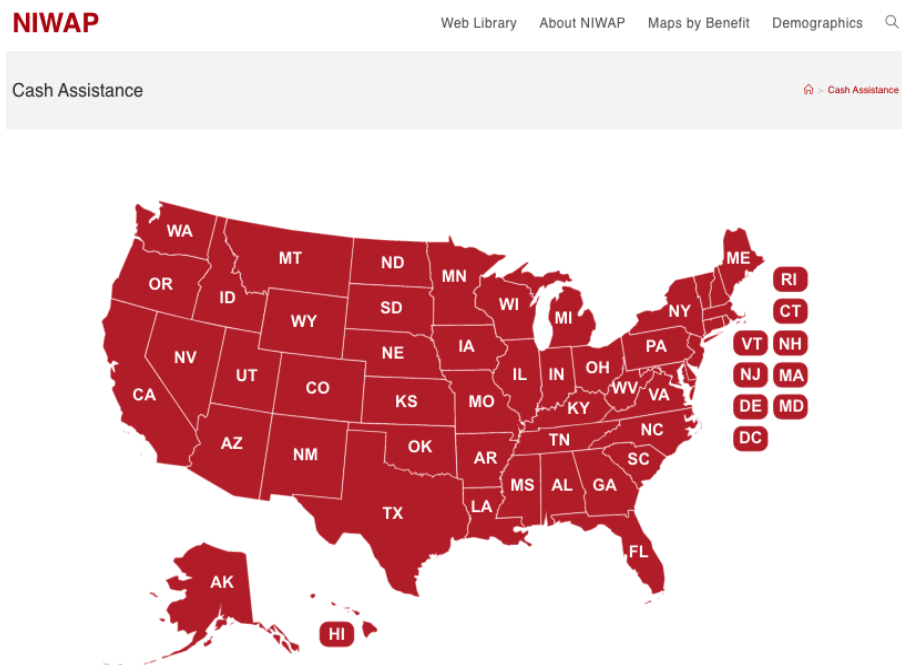 NIWAP
Web Library About NIWAP Maps by Benefit Demographics
Cash Assistance
> Cash Assistance
WA
MT
ND
MN
ME
OR
ID
SD
WI
MI
NY
RI
WY
CT
NV
NE
IA
PA
VT NH
UT
CO
IL
IN
OH
NJ MA
CA
KS
MO
WV
VA
KY
DE MD
AZ
NM
OK
AR
TN
NC
DC
SC
MS
AL
GA
TX
LA
FL
AK
HI